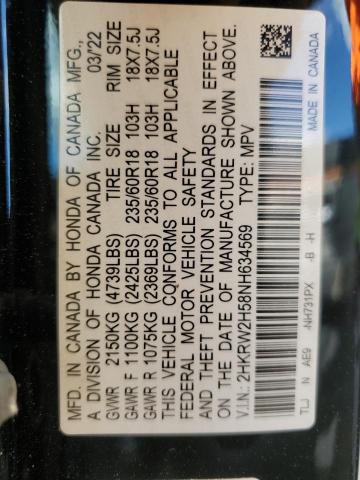 MFD. IN CANADA BY HONDA OF CANADA MFG.,
A DIVISION OF HONDA CANADA INC. 03/22
GVWR 2150KG (4739LBS) TIRE SIZE RIM SIZE
GAWR F 1100KG (2425LBS) 235/60R18 103H 18X7.5J
GAWR R 1075KG (2369LBS) 235/60R18 103H 18X7.5J
THIS VEHICLE CONFORMS TO ALL APPLICABLE
FEDERAL MOTOR VEHICLE SAFETY
AND THEFT PREVENTION STANDARDS IN EFFECT
ON THE DATE OF MANUFACTURE SHOWN ABOVE.
V.I.N.: 2HKRW2H58NH634569 TYPE: MPV
TLJ N AE9 -NH731PX -B -H MADE IN CANADA